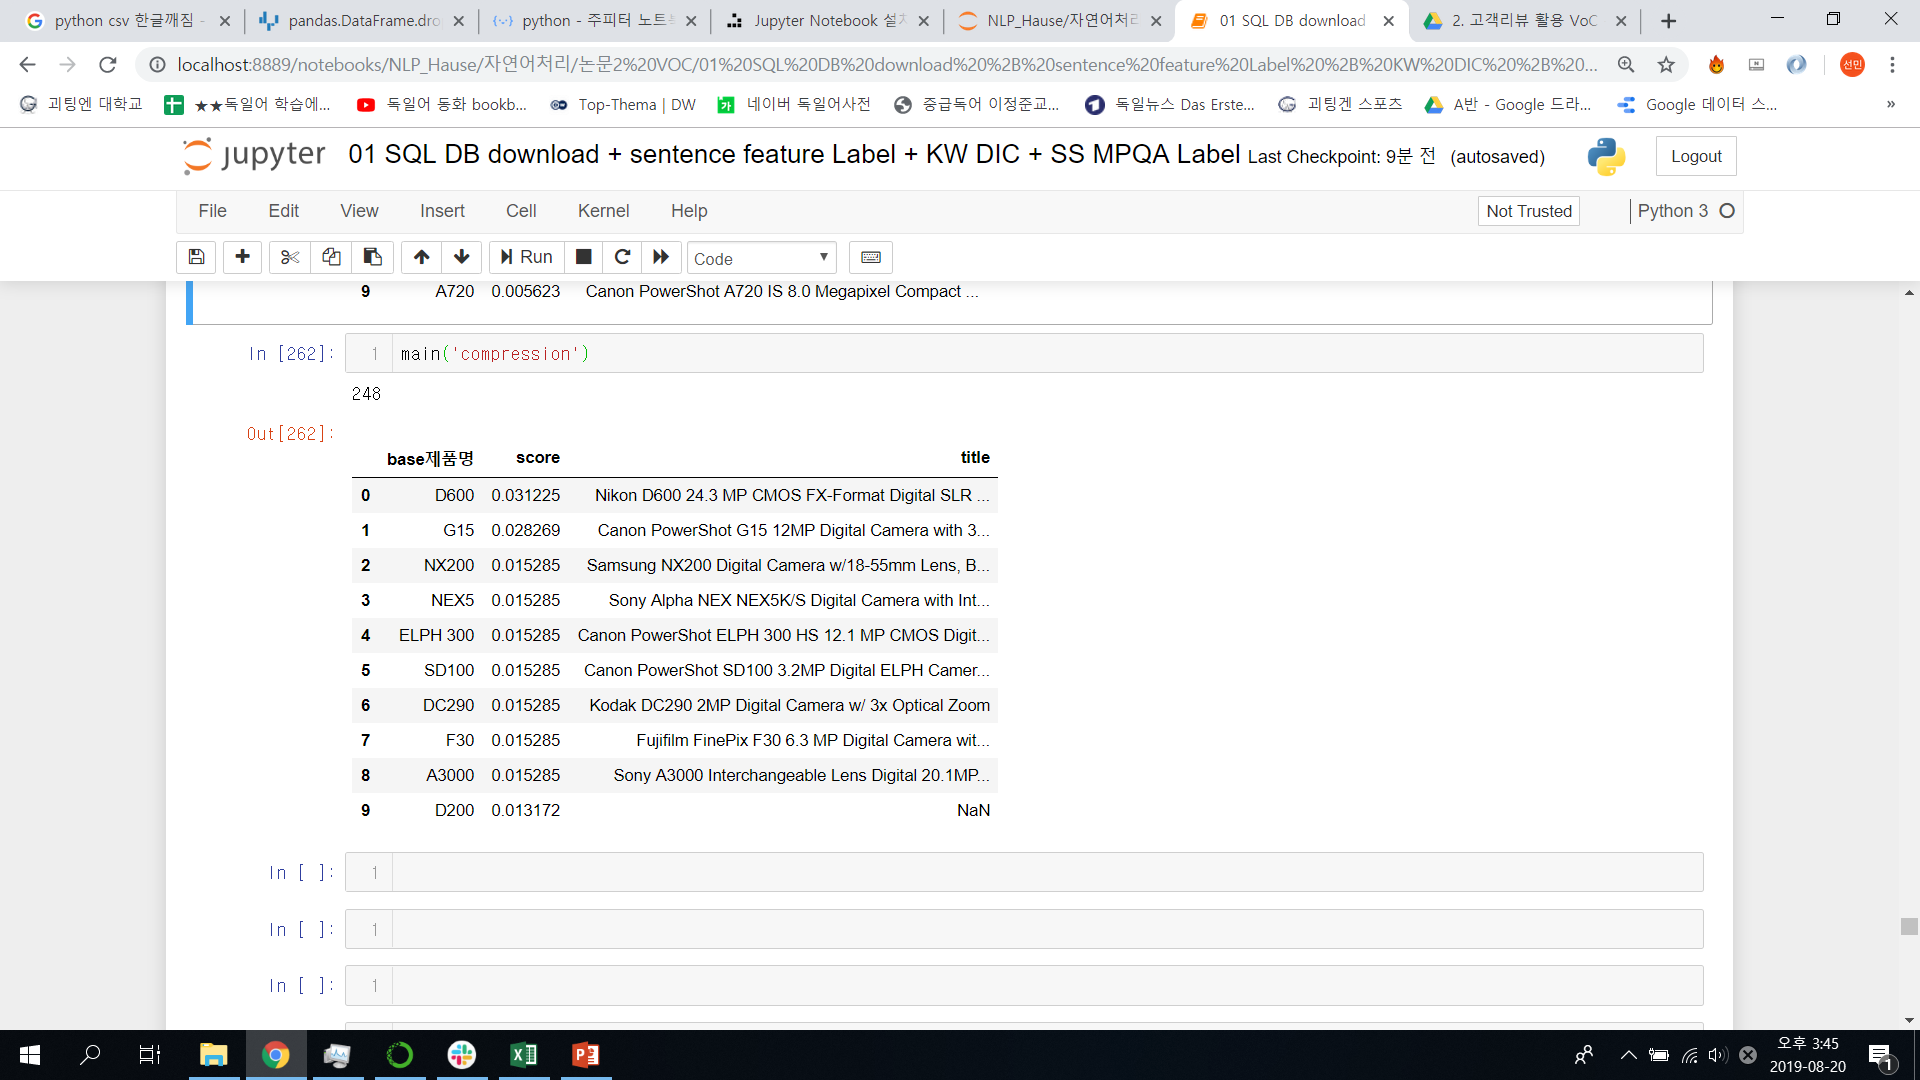 python csv 한글깨짐 -
pandas.DataFrame.dro
python - 주피터 노트북
Jupyter Notebook 설치
NLP_Hause/자연어처리
01 SQL DB download
2. 고객리뷰 활용 VoC
localhost:8889/notebooks/NLP_Hause/자연어처리/논문2%20VOC/01%20SQL%20DB%20download%20%2B%20sentence%20feature%20Label%20%2B%20KW%20DIC%20%2B%20...
선민
괴팅엔 대학교
★★독일어 학습에...
독일어 동화 bookb...
Top-Thema | DW
네이버 독일어사전
중급독어 이정준교...
독일뉴스 Das Erste...
괴팅겐 스포츠
A반 - Google 드라...
Google 데이터 스...
»
jupyter 01 SQL DB download + sentence feature Label + KW DIC + SS MPQA Label Last Checkpoint: 9분 전 (autosaved)
Logout
File Edit View Insert Cell Kernel Help
Not Trusted
Python 3
Run
Code
9 A720 0.005623 Canon PowerShot A720 IS 8.0 Megapixel Compact ...
In [262]: 1 main('compression')
248
Out[262]:
base제품명 score title
0 D600 0.031225 Nikon D600 24.3 MP CMOS FX-Format Digital SLR ...
1 G15 0.028269 Canon PowerShot G15 12MP Digital Camera with 3...
2 NX200 0.015285 Samsung NX200 Digital Camera w/18-55mm Lens, B...
3 NEX5 0.015285 Sony Alpha NEX NEX5K/S Digital Camera with Int...
4 ELPH 300 0.015285 Canon PowerShot ELPH 300 HS 12.1 MP CMOS Digit...
5 SD100 0.015285 Canon PowerShot SD100 3.2MP Digital ELPH Camer...
6 DC290 0.015285 Kodak DC290 2MP Digital Camera w/ 3x Optical Zoom
7 F30 0.015285 Fujifilm FinePix F30 6.3 MP Digital Camera wit...
8 A3000 0.015285 Sony A3000 Interchangeable Lens Digital 20.1MP...
9 D200 0.013172 NaN
In [ ]: 1
In [ ]: 1
In [ ]: 1
오후 3:45
2019-08-20
1